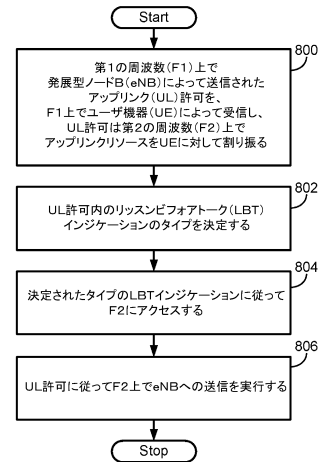 Start
800
第1の周波数(F1)上で
発展型ノードB(eNB)によって送信された
アップリンク(UL)許可を、
F1上でユーザ機器(UE)によって受信し、
UL許可は第2の周波数(F2)上で
アップリンクリソースをUEに対して割り振る
802
UL許可内のリッスンビフォアトーク(LBT)
インジケーションのタイプを決定する
804
決定されたタイプのLBTインジケーションに従って
F2にアクセスする
806
UL許可に従ってF2上でeNBへの送信を実行する
Stop